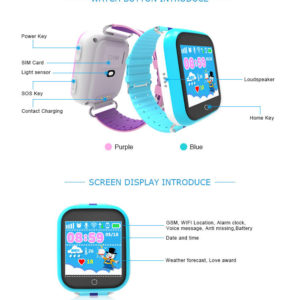 WATCH BUTTON INTRODUCE
Power Key
SIM Card
Light sensor
SOS Key
Contact Charging
Loudspeaker
Home Key
Purple
Blue
SCREEN DISPLAY INTRODUCE
GSM, WIFI Location, Alarm clock,
Voice message, Anti missing,Battery
Date and time
Weather forecast, Love award
08:59
18